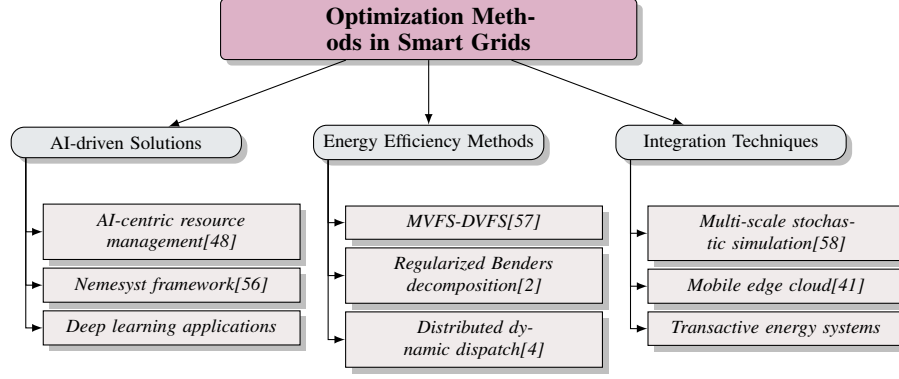 Optimization Meth-
ods in Smart Grids
AI-driven Solutions
AI-centric resource
management[48]
Nemesyst framework[56]
Deep learning applications
Energy Efficiency Methods
MVFS-DVFS[57]
Regularized Benders
decomposition[2]
Distributed dy-
namic dispatch[4]
Integration Techniques
Multi-scale stochas-
tic simulation[58]
Mobile edge cloud[41]
Transactive energy systems